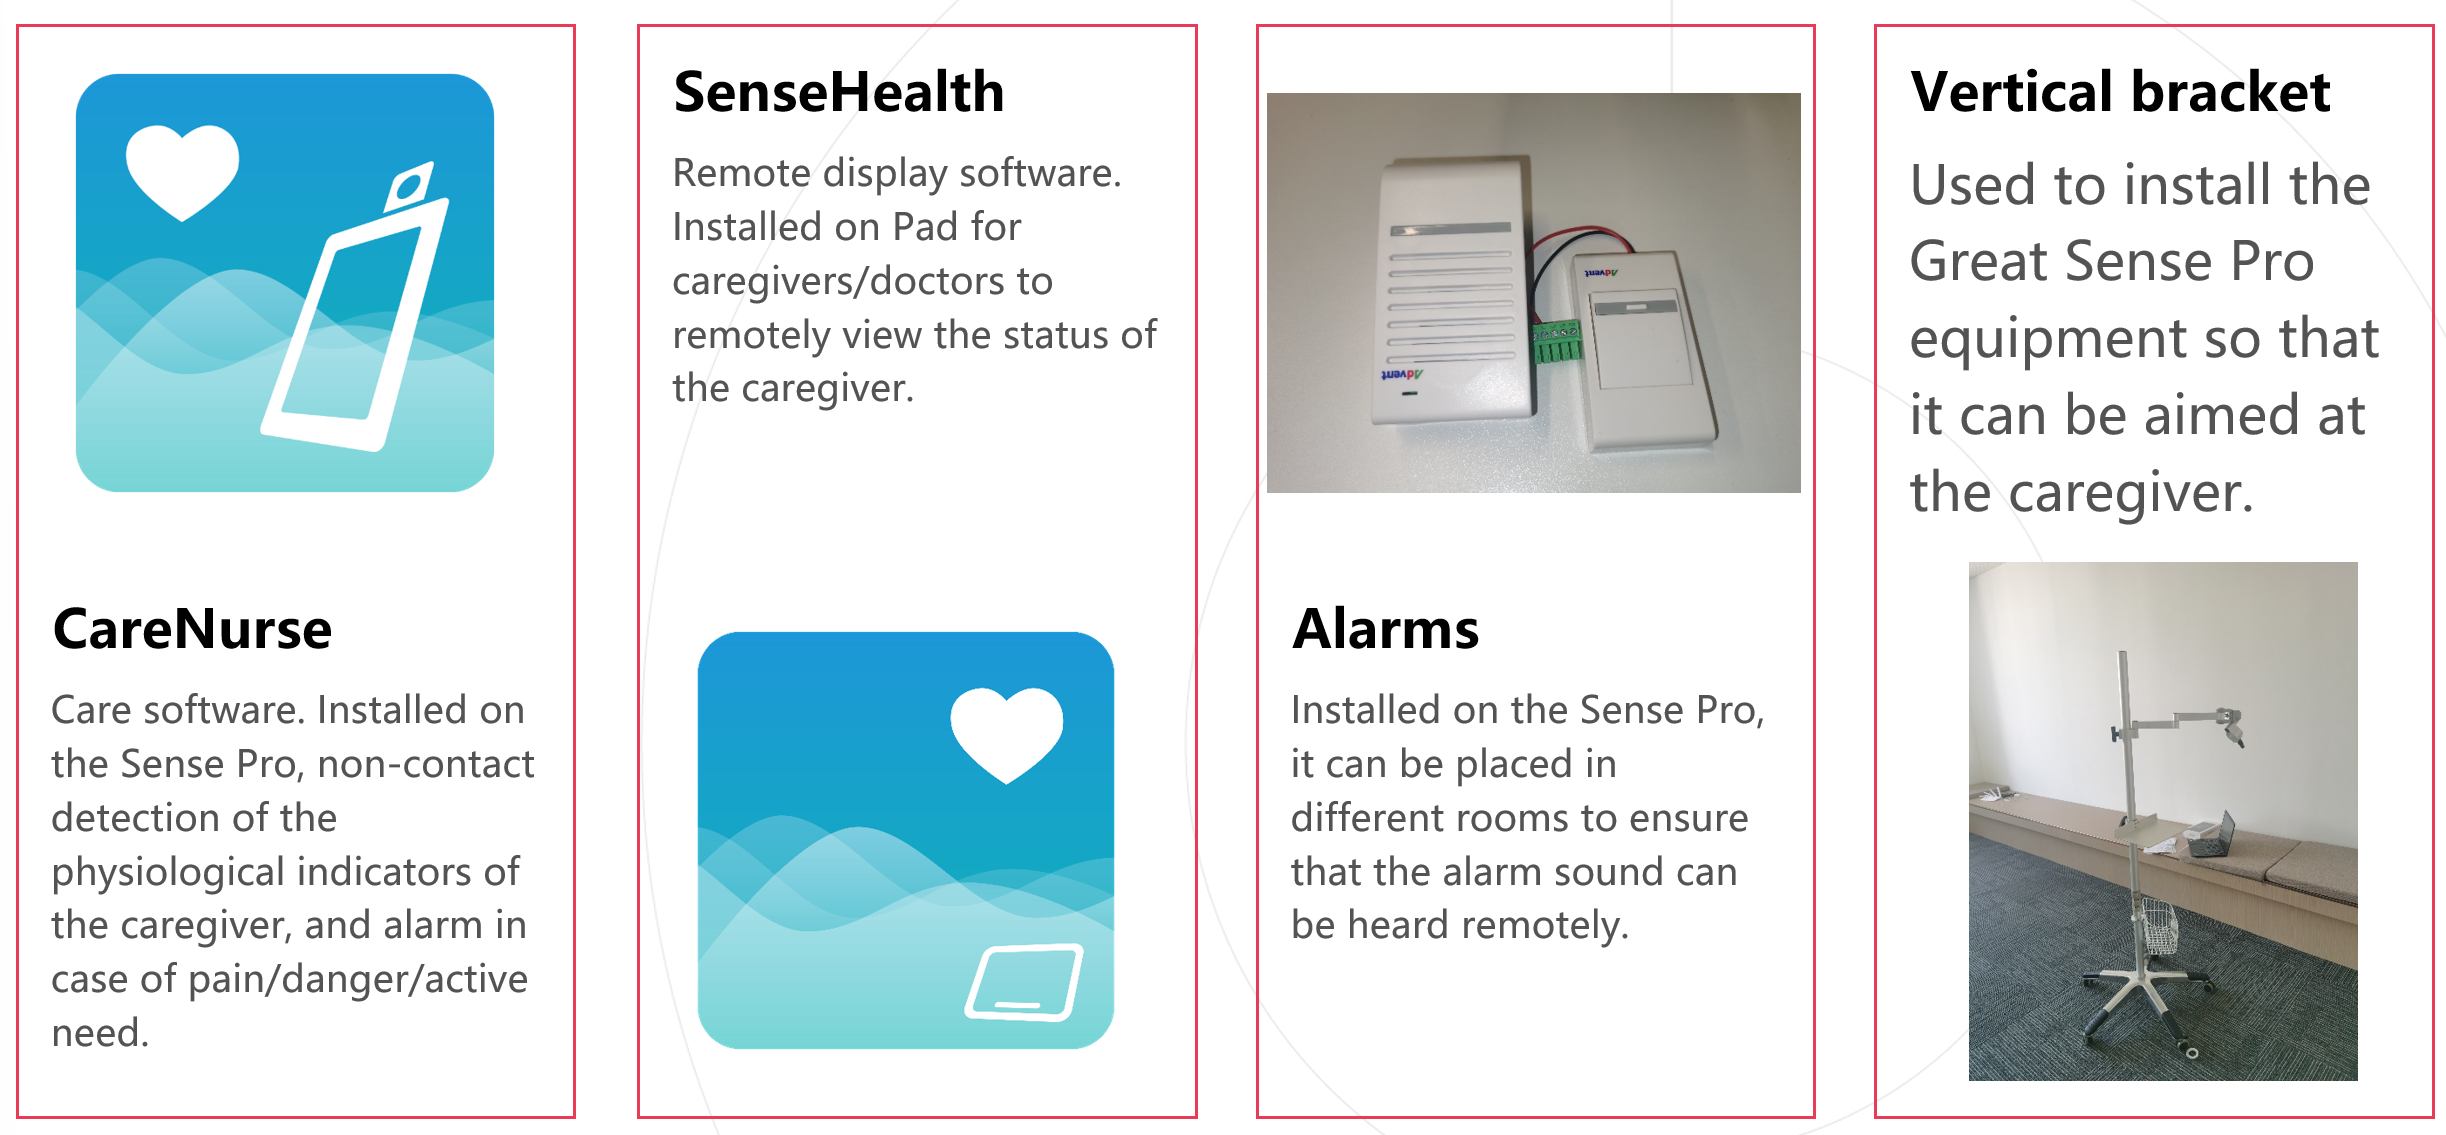 CareNurse
Care software. Installed on
the Sense Pro, non-contact
detection of the
physiological indicators of
the caregiver, and alarm in
case of pain/danger/active
need.
SenseHealth
Remote display software.
Installed on Pad for
caregivers/doctors to
remotely view the status of
the caregiver.
Advent
Advent
Alarms
Installed on the Sense Pro,
it can be placed in
different rooms to ensure
that the alarm sound can
be heard remotely.
Vertical bracket
Used to install the
Great Sense Pro
equipment so that
it can be aimed at
the caregiver.